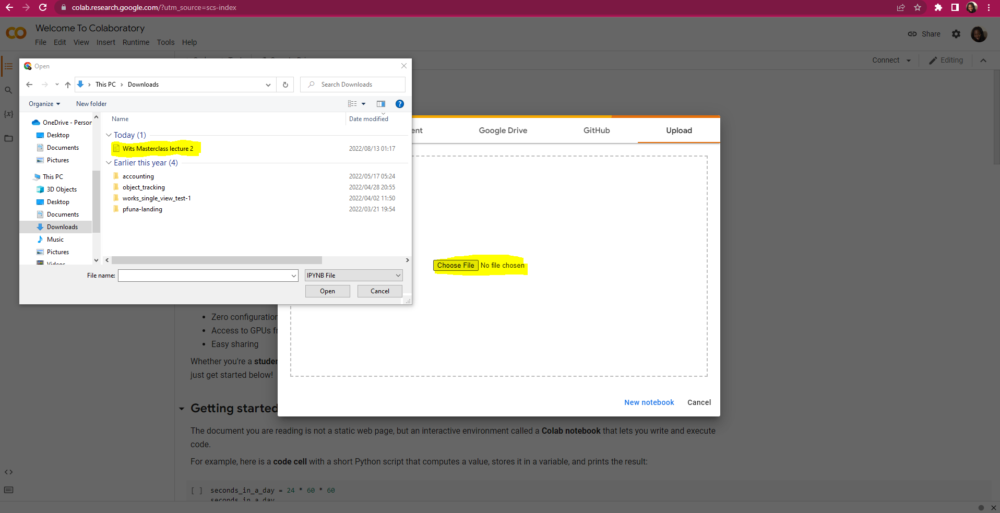 colab.research.google.com/?utm_source=scs-index
Welcome To Colaboratory
File Edit View Insert Runtime Tools Help
Share
Connect
Editing
Open
This PC
Downloads
Search Downloads
Organize
New folder
Name
Date modified
OneDrive - Person
Desktop
Documents
Pictures
This PC
3D Objects
Desktop
Documents
Downloads
Music
Pictures
Videos
Today (1)
Wits Masterclass lecture 2 2022/08/13 01:17
Earlier this year (4)
accounting 2022/05/17 05:24
object_tracking 2022/04/28 20:55
works_single_view_test-1 2022/04/02 11:50
pfuna-landing 2022/03/21 19:54
File name:
IPYNB File
Open
Cancel
ent
Google Drive
GitHub
Upload
Choose File No file chosen
New notebook
Cancel
Zero configuration
Access to GPUs fr
Easy sharing
Whether you're a studen
just get started below!
Getting started
The document you are reading is not a static web page, but an interactive environment called a Colab notebook that lets you write and execute
code.
For example, here is a code cell with a short Python script that computes a value, stores it in a variable, and prints the result:
[ ] seconds_in_a_day = 24 * 60 * 60
seconds_in_a_day